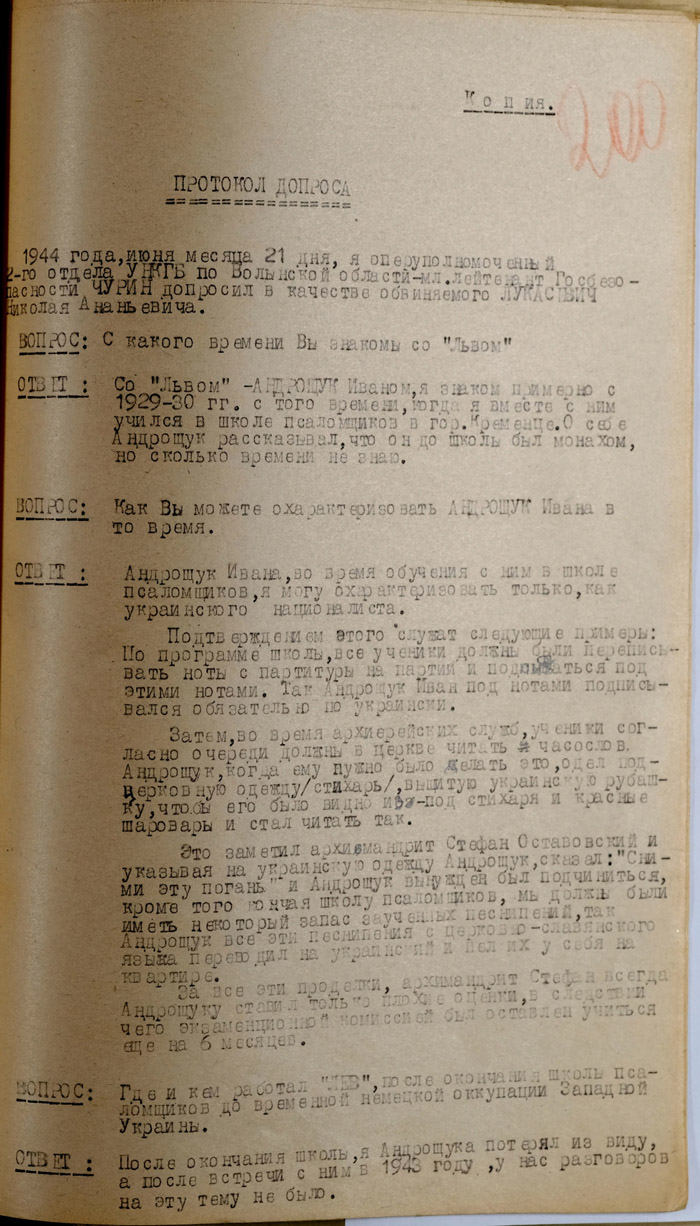 Копия.
200
ПРОТОКОЛ ДОПРОСА
1944 года,июня месяца 21 дня, я оперуполномоченный
2-го отдела УНКГБ по Волынской области-мл.лейтенант Госбезо-
пасности ЧУРИН допросил в качестве обвиняемого ЛУКАСЕВИЧ
Николая Ананьевича.
ВОПРОС: С какого времени Вы знакомы со "Львом"
ОТВЕТ : Со "Львом" -АНДРОЩУК Иваном,я знаком примерно с
1929-30 гг. с того времени,когда я вместе с ним
учился в школе псаломщиков в гор.Кременце.О себе
Андрощук рассказывал,что он до школы был монахом,
но сколько времени не знаю.
ВОПРОС: Как Вы можете охарактеризовать АНДРОЩУК Ивана в
то время.
ОТВЕТ : Андрощук Ивана,во время обучения с ним в школе
псаломщиков,я могу охарактеризовать только,как
украинского националиста.
Подтверждением этого служат следующие примеры:
По программе школы,все ученики должны были перепись-
вать ноты с партитуры на партии и подписываться под
этими нотами. Так Андрощук Иван под нотами подписы-
вался обязательно по украински.
Затем,во время архиерейских служб,ученики сог-
ласно очереди должны в церкве читать часослов.
Андрощук,когда ему нужно было делать это,одел под-
церковную одежду/стихарь/,вышитую украинскую рубаш-
ку,чтобы его было видно из-под стихаря и красные
шаровары и стал читать так.
Это заметил архимандрит Стефан Оставовский и
указывая на украинскую одежду Андрощук,сказал:"Сни-
ми эту погань" и Андрощук вынужден был подчиниться,
кроме того кончая школу псаломщиков, мы должны были
иметь некоторый запас заученных песнипений,так
Андрощук все эти песнипения с церковно-славянского
языка переводил на украинский и пел их у себя на
квартире.
За все эти проделки, архимандрит Стефан всегда
Андрощуку ставил только плохие оценки,в следствии
чего экзаменционной комиссией был оставлен учиться
еще на 6 месяцев.
ВОПРОС: Где и кем работал "ЛЕВ",после окончания школы пса-
ломщиков до временной немецкой оккупации Западной
Украины.
ОТВЕТ : После окончания школы,я Андрощука потерял из виду,
а после встречи с ним в 1943 году ,у нас разговоров
на эту тему не было.